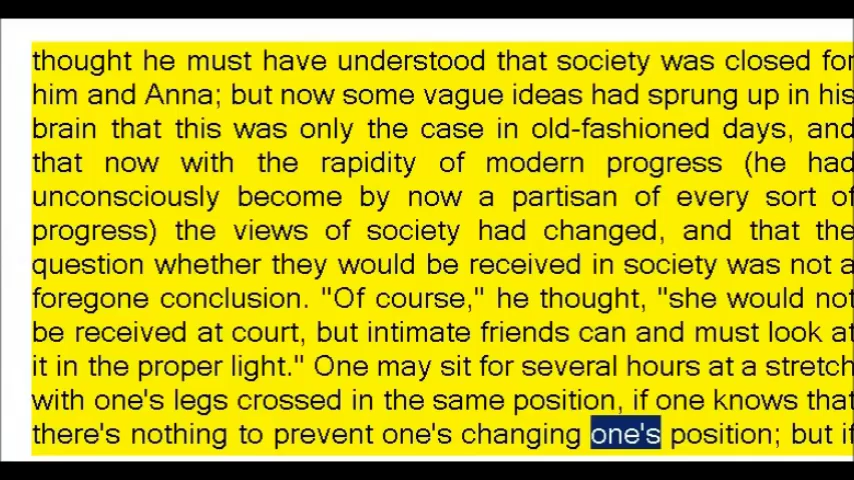 thought he must have understood that society was closed for
him and Anna; but now some vague ideas had sprung up in his
brain that this was only the case in old-fashioned days, and
that now with the rapidity of modern progress (he had
unconsciously become by now a partisan of every sort of
progress) the views of society had changed, and that the
question whether they would be received in society was not a
foregone conclusion. "Of course," he thought, "she would not
be received at court, but intimate friends can and must look at
it in the proper light." One may sit for several hours at a stretch
with one's legs crossed in the same position, if one knows that
there's nothing to prevent one's changing one's position; but if